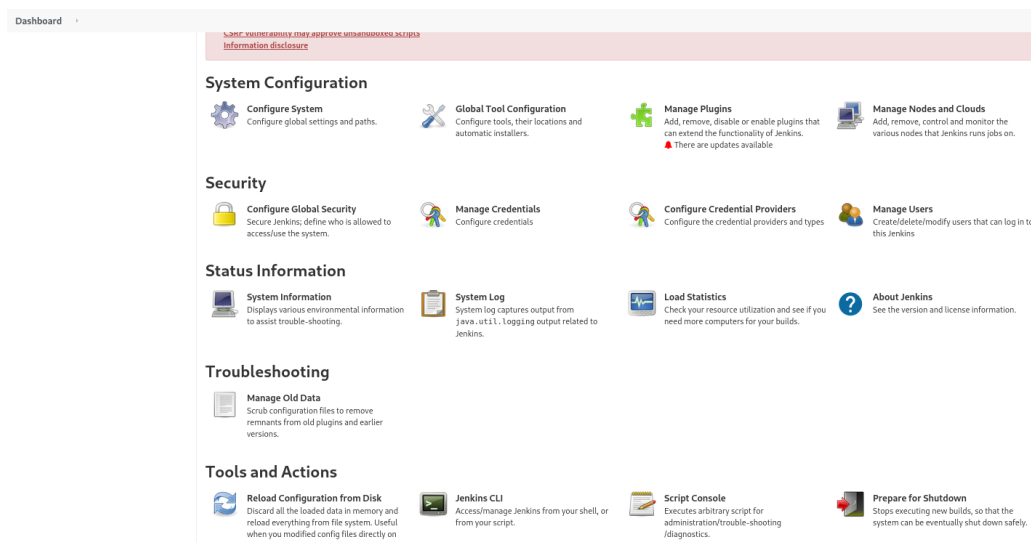 Dashboard
CSRF vulnerability may approve unsandboxed scripts
Information disclosure
System Configuration
Configure System
Configure global settings and paths.
Global Tool Configuration
Configure tools, their locations and
automatic installers.
Manage Plugins
Add, remove, disable or enable plugins that
can extend the functionality of Jenkins.
There are updates available
Manage Nodes and Clouds
Add, remove, control and monitor the
various nodes that Jenkins runs jobs on.
Security
Configure Global Security
Secure Jenkins; define who is allowed to
access/use the system.
Manage Credentials
Configure credentials
Configure Credential Providers
Configure the credential providers and types
Manage Users
Create/delete/modify users that can log in to
this Jenkins
Status Information
System Information
Displays various environmental information
to assist trouble-shooting.
System Log
System log captures output from
java.util.logging output related to
Jenkins.
Load Statistics
Check your resource utilization and see if you
need more computers for your builds.
About Jenkins
See the version and license information.
Troubleshooting
Manage Old Data
Scrub configuration files to remove
remnants from old plugins and earlier
versions.
Tools and Actions
Reload Configuration from Disk
Discard all the loaded data in memory and
reload everything from file system. Useful
when you modified config files directly on
Jenkins CLI
Access/manage Jenkins from your shell, or
from your script.
Script Console
Executes arbitrary script for
administration/trouble-shooting
/diagnostics.
Prepare for Shutdown
Stops executing new builds, so that the
system can be eventually shut down safely.